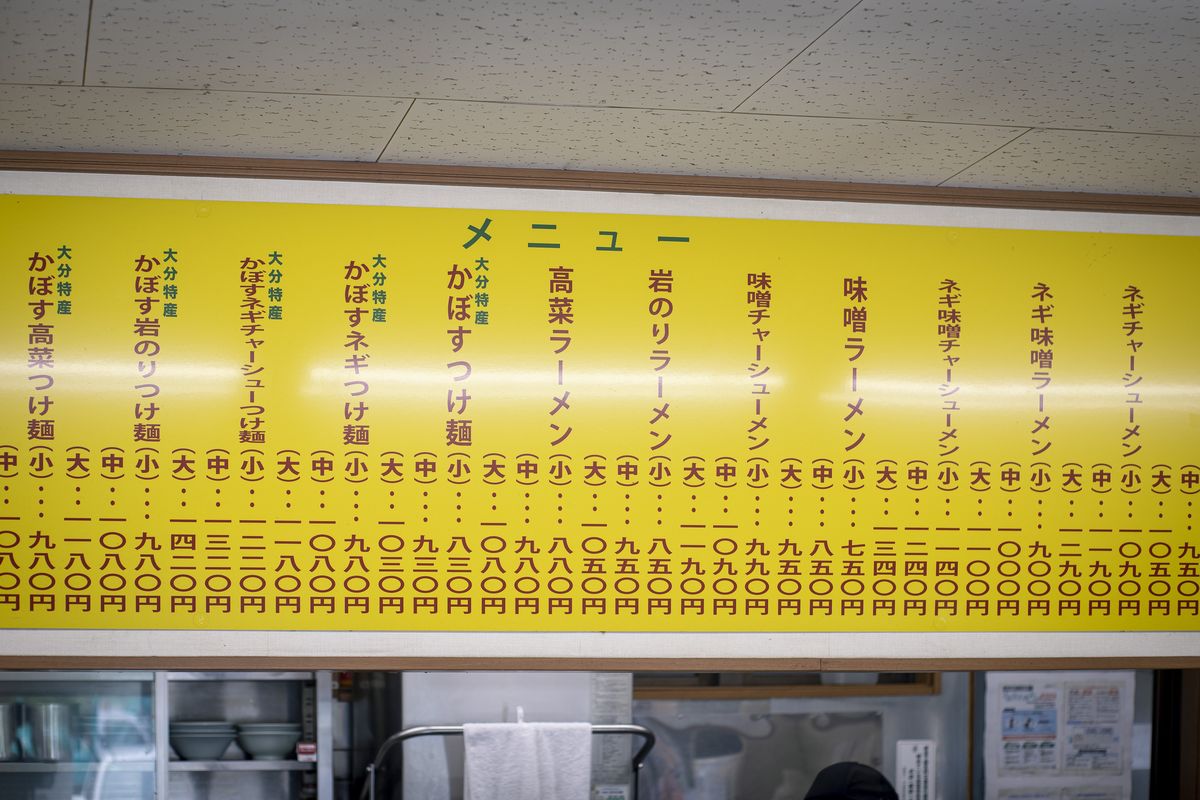 メニュー
(中)‥九五〇円
(大)‥一〇五〇円
ネギチャーシューメン(小)‥一〇九〇円
(中)‥一一九〇円
(大)‥一二九〇円
ネギ味噌ラーメン(小)‥九〇〇円
(中)‥一〇〇〇円
(大)‥一一〇〇円
ネギ味噌チャーシューメン(小)‥一一四〇円
(中)‥一二四〇円
(大)‥一三四〇円
味噌ラーメン(小)‥七五〇円
(中)‥八五〇円
(大)‥九五〇円
味噌チャーシューメン(小)‥九九〇円
(中)‥一〇九〇円
(大)‥一一九〇円
岩のりラーメン(小)‥八五〇円
(中)‥九五〇円
(大)‥一〇五〇円
高菜ラーメン(小)‥八八〇円
(中)‥九八〇円
(大)‥一〇八〇円
大分特産
かぼすつけ麺(小)‥八三〇円
(中)‥九三〇円
(大)‥一〇三〇円
大分特産
かぼすネギつけ麺(小)‥九八〇円
(中)‥一〇八〇円
(大)‥一一八〇円
大分特産
かぼすネギチャーシューつけ麺(小)‥一二二〇円
(中)‥一三二〇円
(大)‥一四二〇円
大分特産
かぼす岩のりつけ麺(小)‥九八〇円
(中)‥一〇八〇円
(大)‥一一八〇円
大分特産
かぼす高菜つけ麺(小)‥九八〇円
(中)‥一〇八〇円